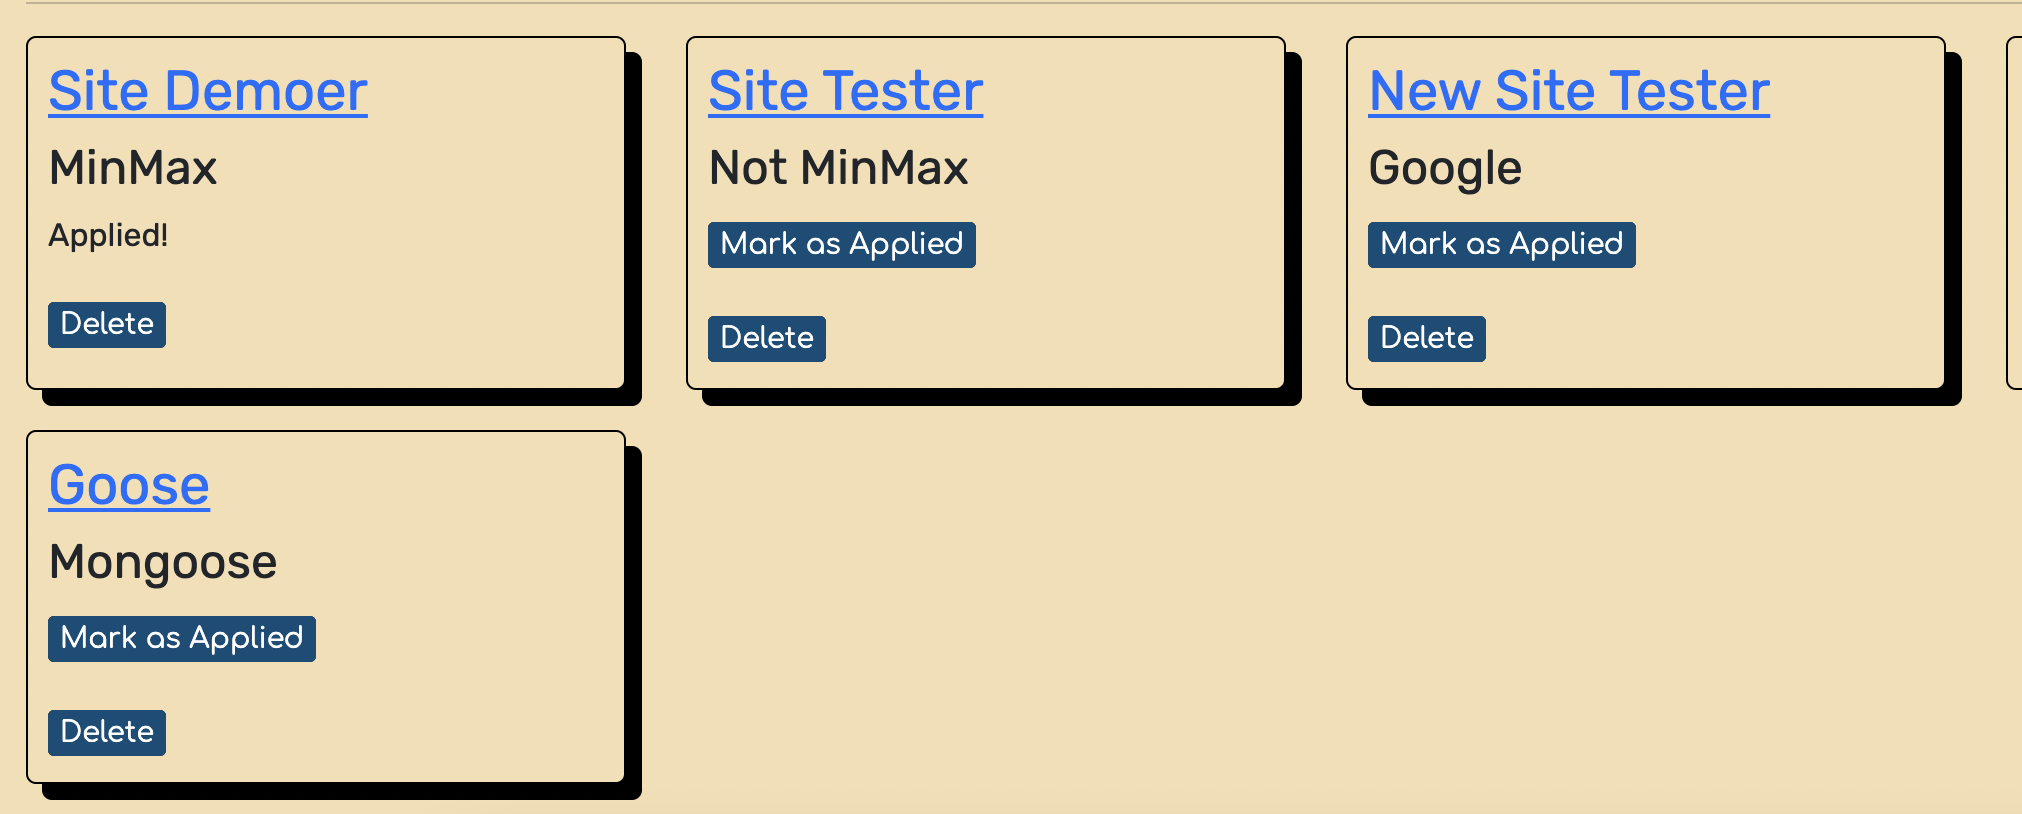 Site Demoer
MinMax
Applied!
Delete
Site Tester
Not MinMax
Mark as Applied
Delete
New Site Tester
Google
Mark as Applied
Delete
Goose
Mongoose
Mark as Applied
Delete